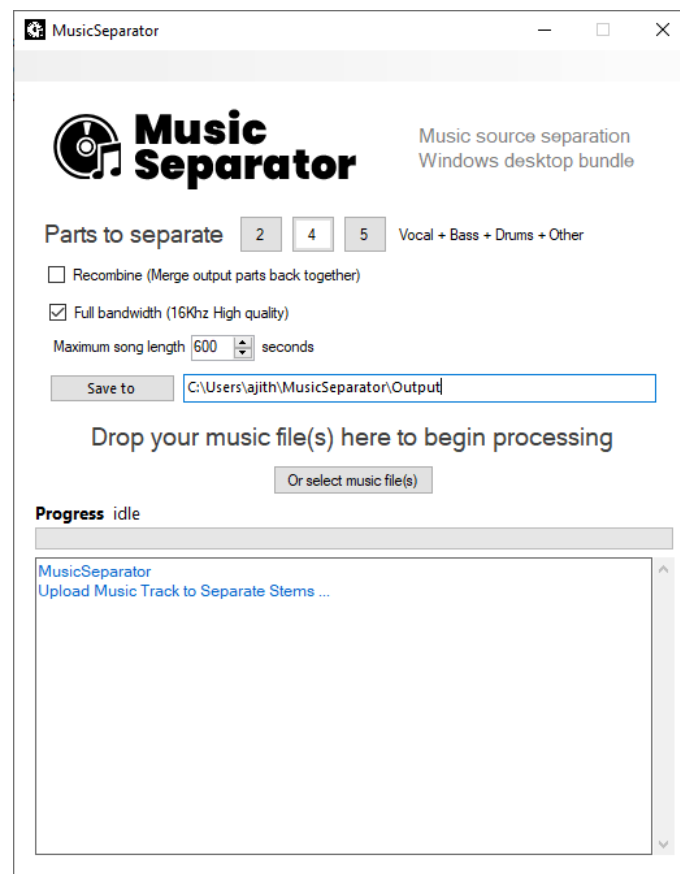 MusicSeparator
Music
Separator
Music source separation
Windows desktop bundle
Parts to separate 2 4 5 Vocal + Bass + Drums + Other
Recombine (Merge output parts back together)
Full bandwidth (16Khz High quality)
Maximum song length 600 seconds
Save to C:\Users\ajith\MusicSeparator\Output
Drop your music file(s) here to begin processing
Or select music file(s)
Progress idle
MusicSeparator
Upload Music Track to Separate Stems ...